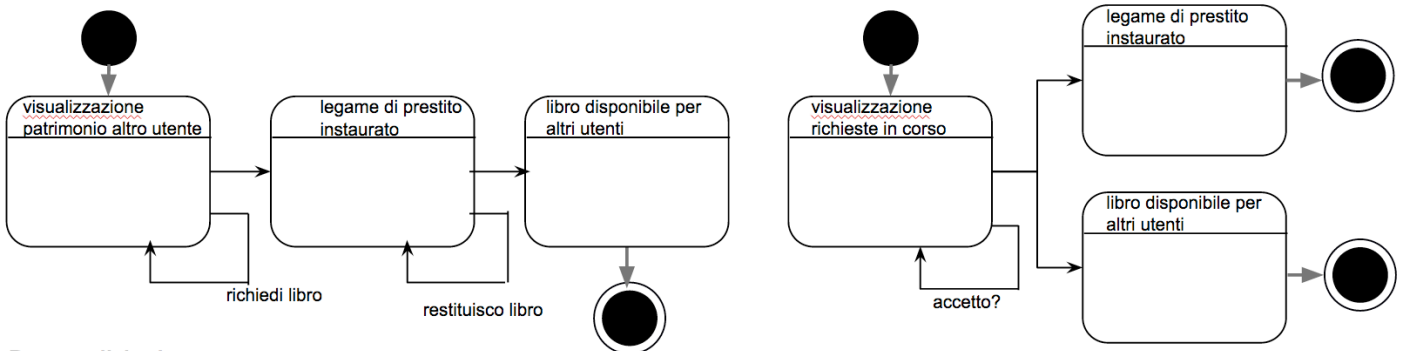 visualizzazione
patrimonio altro utente
legame di prestito
instaurato
libro disponibile per
altri utenti
richiedi libro
restituisco libro
visualizzazione
richieste in corso
accetto?
legame di prestito
instaurato
libro disponibile per
altri utenti